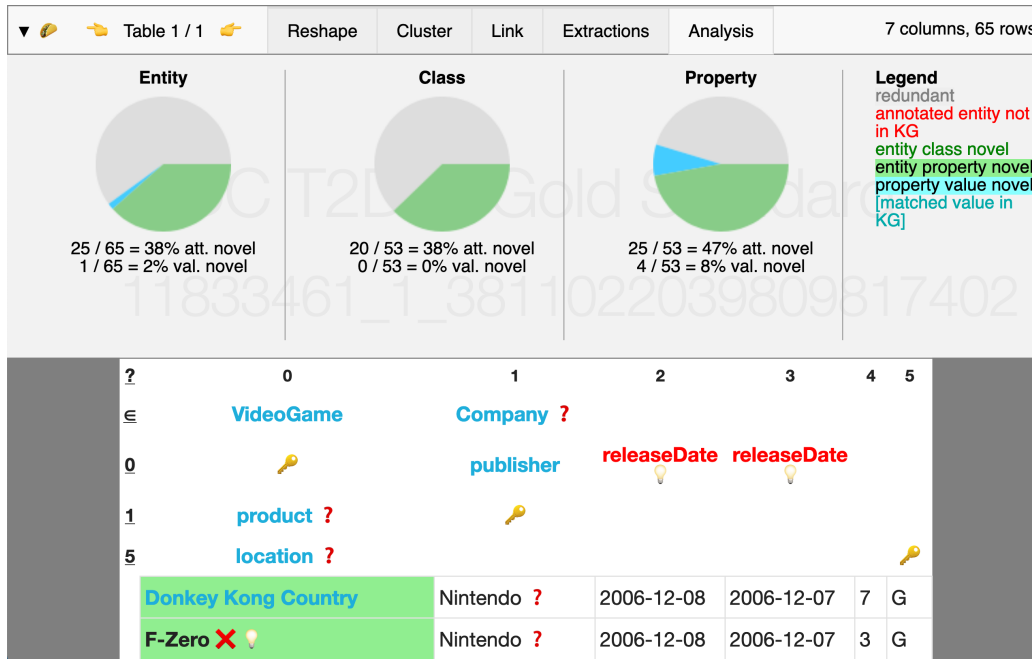 ▼ 🌮 👈 Table 1 / 1 👉 Reshape Cluster Link Extractions Analysis 7 columns, 65 rows
Entity Class Property Legend
redundant
annotated entity not
in KG
entity class novel
entity property novel
property value novel
[matched value in
KG]
25 / 65 = 38% att. novel 20 / 53 = 38% att. novel 25 / 53 = 47% att. novel
1 / 65 = 2% val. novel 0 / 53 = 0% val. novel 4 / 53 = 8% val. novel
11833461_1_3811022039809817402
? 0 1 2 3 4 5
∈ VideoGame Company ?
0 🔑 publisher releaseDate 💡 releaseDate 💡
1 product ? 🔑
5 location ? 🔑
Donkey Kong Country Nintendo ? 2006-12-08 2006-12-07 7 G
F-Zero ❌ 💡 Nintendo ? 2006-12-08 2006-12-07 3 G